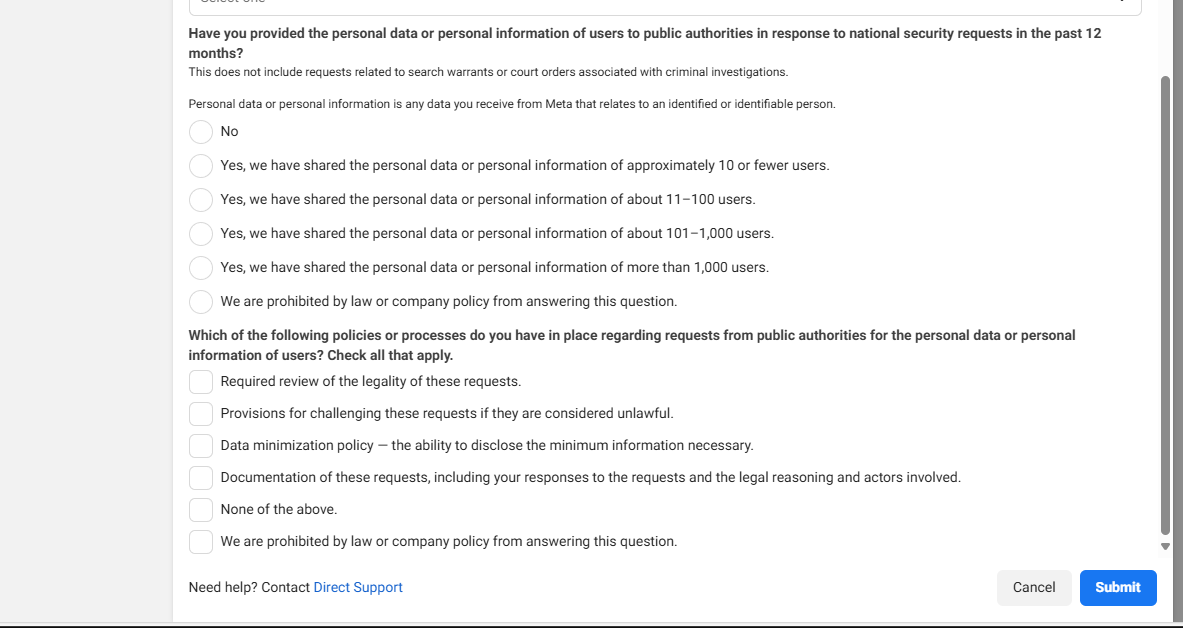 Select one
Have you provided the personal data or personal information of users to public authorities in response to national security requests in the past 12
months?
This does not include requests related to search warrants or court orders associated with criminal investigations.
Personal data or personal information is any data you receive from Meta that relates to an identified or identifiable person.
No
Yes, we have shared the personal data or personal information of approximately 10 or fewer users.
Yes, we have shared the personal data or personal information of about 11–100 users.
Yes, we have shared the personal data or personal information of about 101–1,000 users.
Yes, we have shared the personal data or personal information of more than 1,000 users.
We are prohibited by law or company policy from answering this question.
Which of the following policies or processes do you have in place regarding requests from public authorities for the personal data or personal
information of users? Check all that apply.
Required review of the legality of these requests.
Provisions for challenging these requests if they are considered unlawful.
Data minimization policy — the ability to disclose the minimum information necessary.
Documentation of these requests, including your responses to the requests and the legal reasoning and actors involved.
None of the above.
We are prohibited by law or company policy from answering this question.
Need help? Contact Direct Support
Cancel
Submit